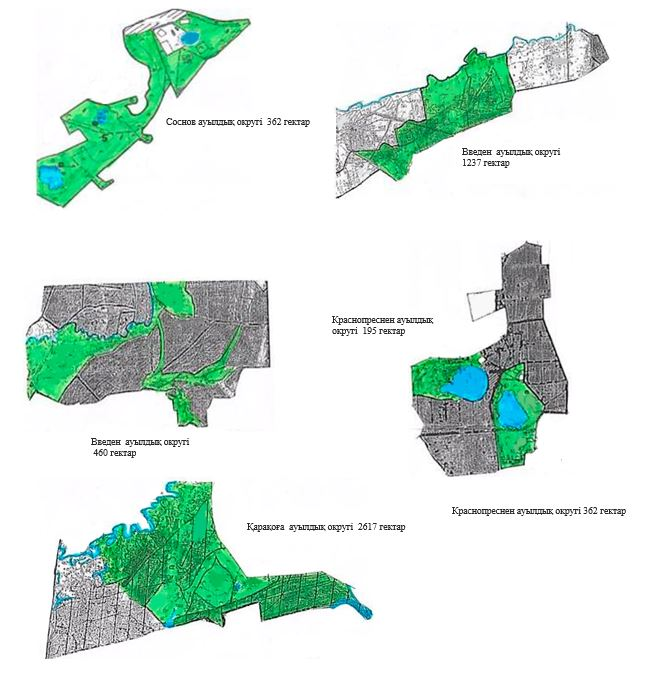 Соснов ауылдық округі 362 гектар
Введен ауылдық округі
1237 гектар
Краснопреснен ауылдық
округі 195 гектар
Введен ауылдық округі
460 гектар
Краснопреснен ауылдық округі 362 гектар
Қарақоға ауылдық округі 2617 гектар